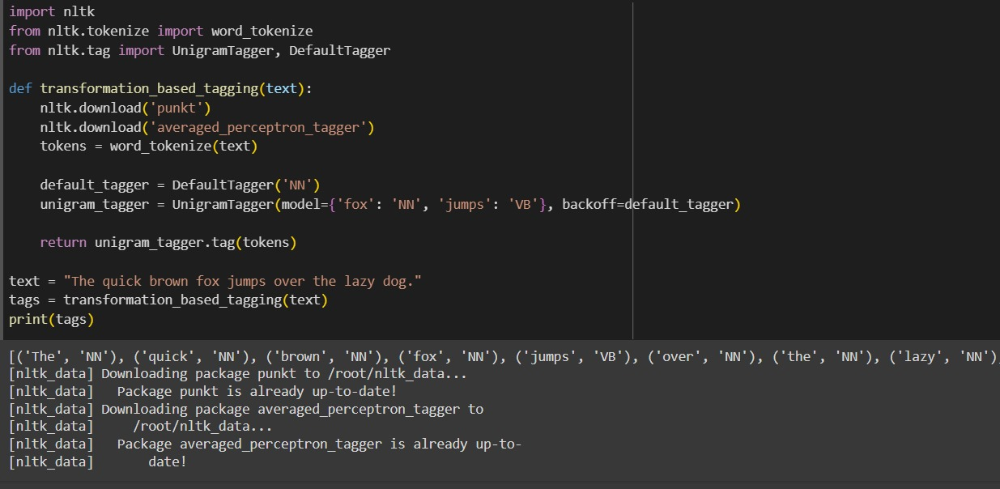 import nltk
from nltk.tokenize import word_tokenize
from nltk.tag import UnigramTagger, DefaultTagger
def transformation_based_tagging(text):
    nltk.download('punkt')
    nltk.download('averaged_perceptron_tagger')
    tokens = word_tokenize(text)
    default_tagger = DefaultTagger('NN')
    unigram_tagger = UnigramTagger(model={'fox': 'NN', 'jumps': 'VB'}, backoff=default_tagger)
    return unigram_tagger.tag(tokens)
text = "The quick brown fox jumps over the lazy dog."
tags = transformation_based_tagging(text)
print(tags)
[('The', 'NN'), ('quick', 'NN'), ('brown', 'NN'), ('fox', 'NN'), ('jumps', 'VB'), ('over', 'NN'), ('the', 'NN'), ('lazy', 'NN'),
[nltk_data] Downloading package punkt to /root/nltk_data...
[nltk_data]   Package punkt is already up-to-date!
[nltk_data] Downloading package averaged_perceptron_tagger to
[nltk_data]     /root/nltk_data...
[nltk_data]   Package averaged_perceptron_tagger is already up-to-
[nltk_data]       date!